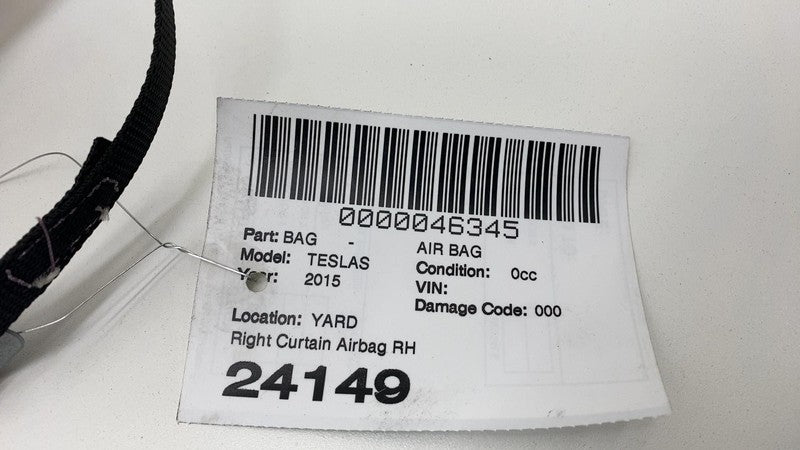 0000046345
Part: BAG - AIR BAG
Model: TESLAS Condition: 0cc
Year: 2015 VIN:
Damage Code: 000
Location: YARD
Right Curtain Airbag RH
24149